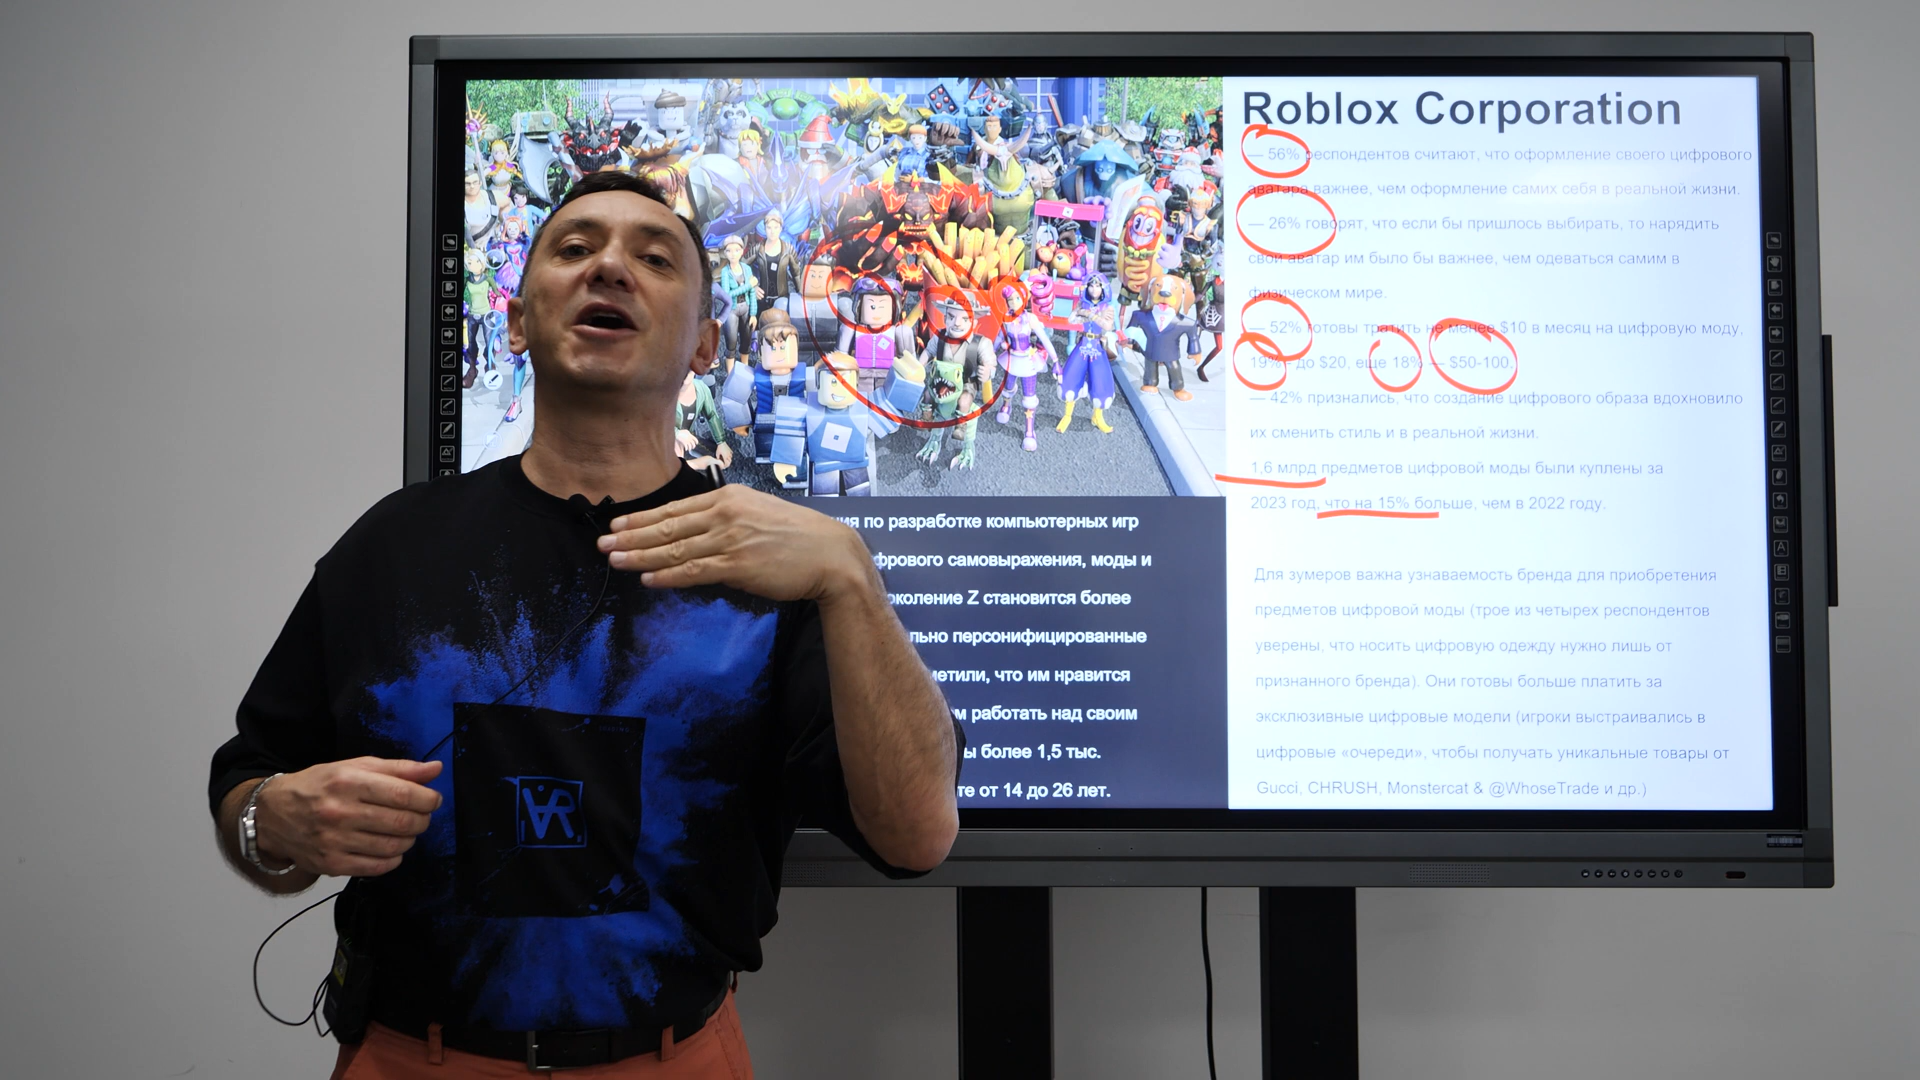 Roblox Corporation
— 56% респондентов считают, что оформление своего цифрового
аватара важнее, чем оформление самих себя в реальной жизни.
— 26% говорят, что если бы пришлось выбирать, то нарядить
свой аватар им было бы важнее, чем одеваться самим в
физическом мире.
— 52% готовы тратить не менее $10 в месяц на цифровую моду,
19% - до $20, еще 18% — $50-100.
— 42% признались, что создание цифрового образа вдохновило
их сменить стиль и в реальной жизни.
1,6 млрд предметов цифровой моды были куплены за
2023 год, что на 15% больше, чем в 2022 году.
Для зумеров важна узнаваемость бренда для приобретения
предметов цифровой моды (трое из четырех респондентов
уверены, что носить цифровую одежду нужно лишь от
признанного бренда). Они готовы больше платить за
эксклюзивные цифровые модели (игроки выстраивались в
цифровые «очереди», чтобы получать уникальные товары от
Gucci, CHRUSH, Monstercat & @WhoseTrade и др.)
по разработке компьютерных игр
самовыражения, моды и
Z становится более
персонифицированные
что им нравится
работать над своим
более 1,5 тыс.
от 14 до 26 лет.
VR